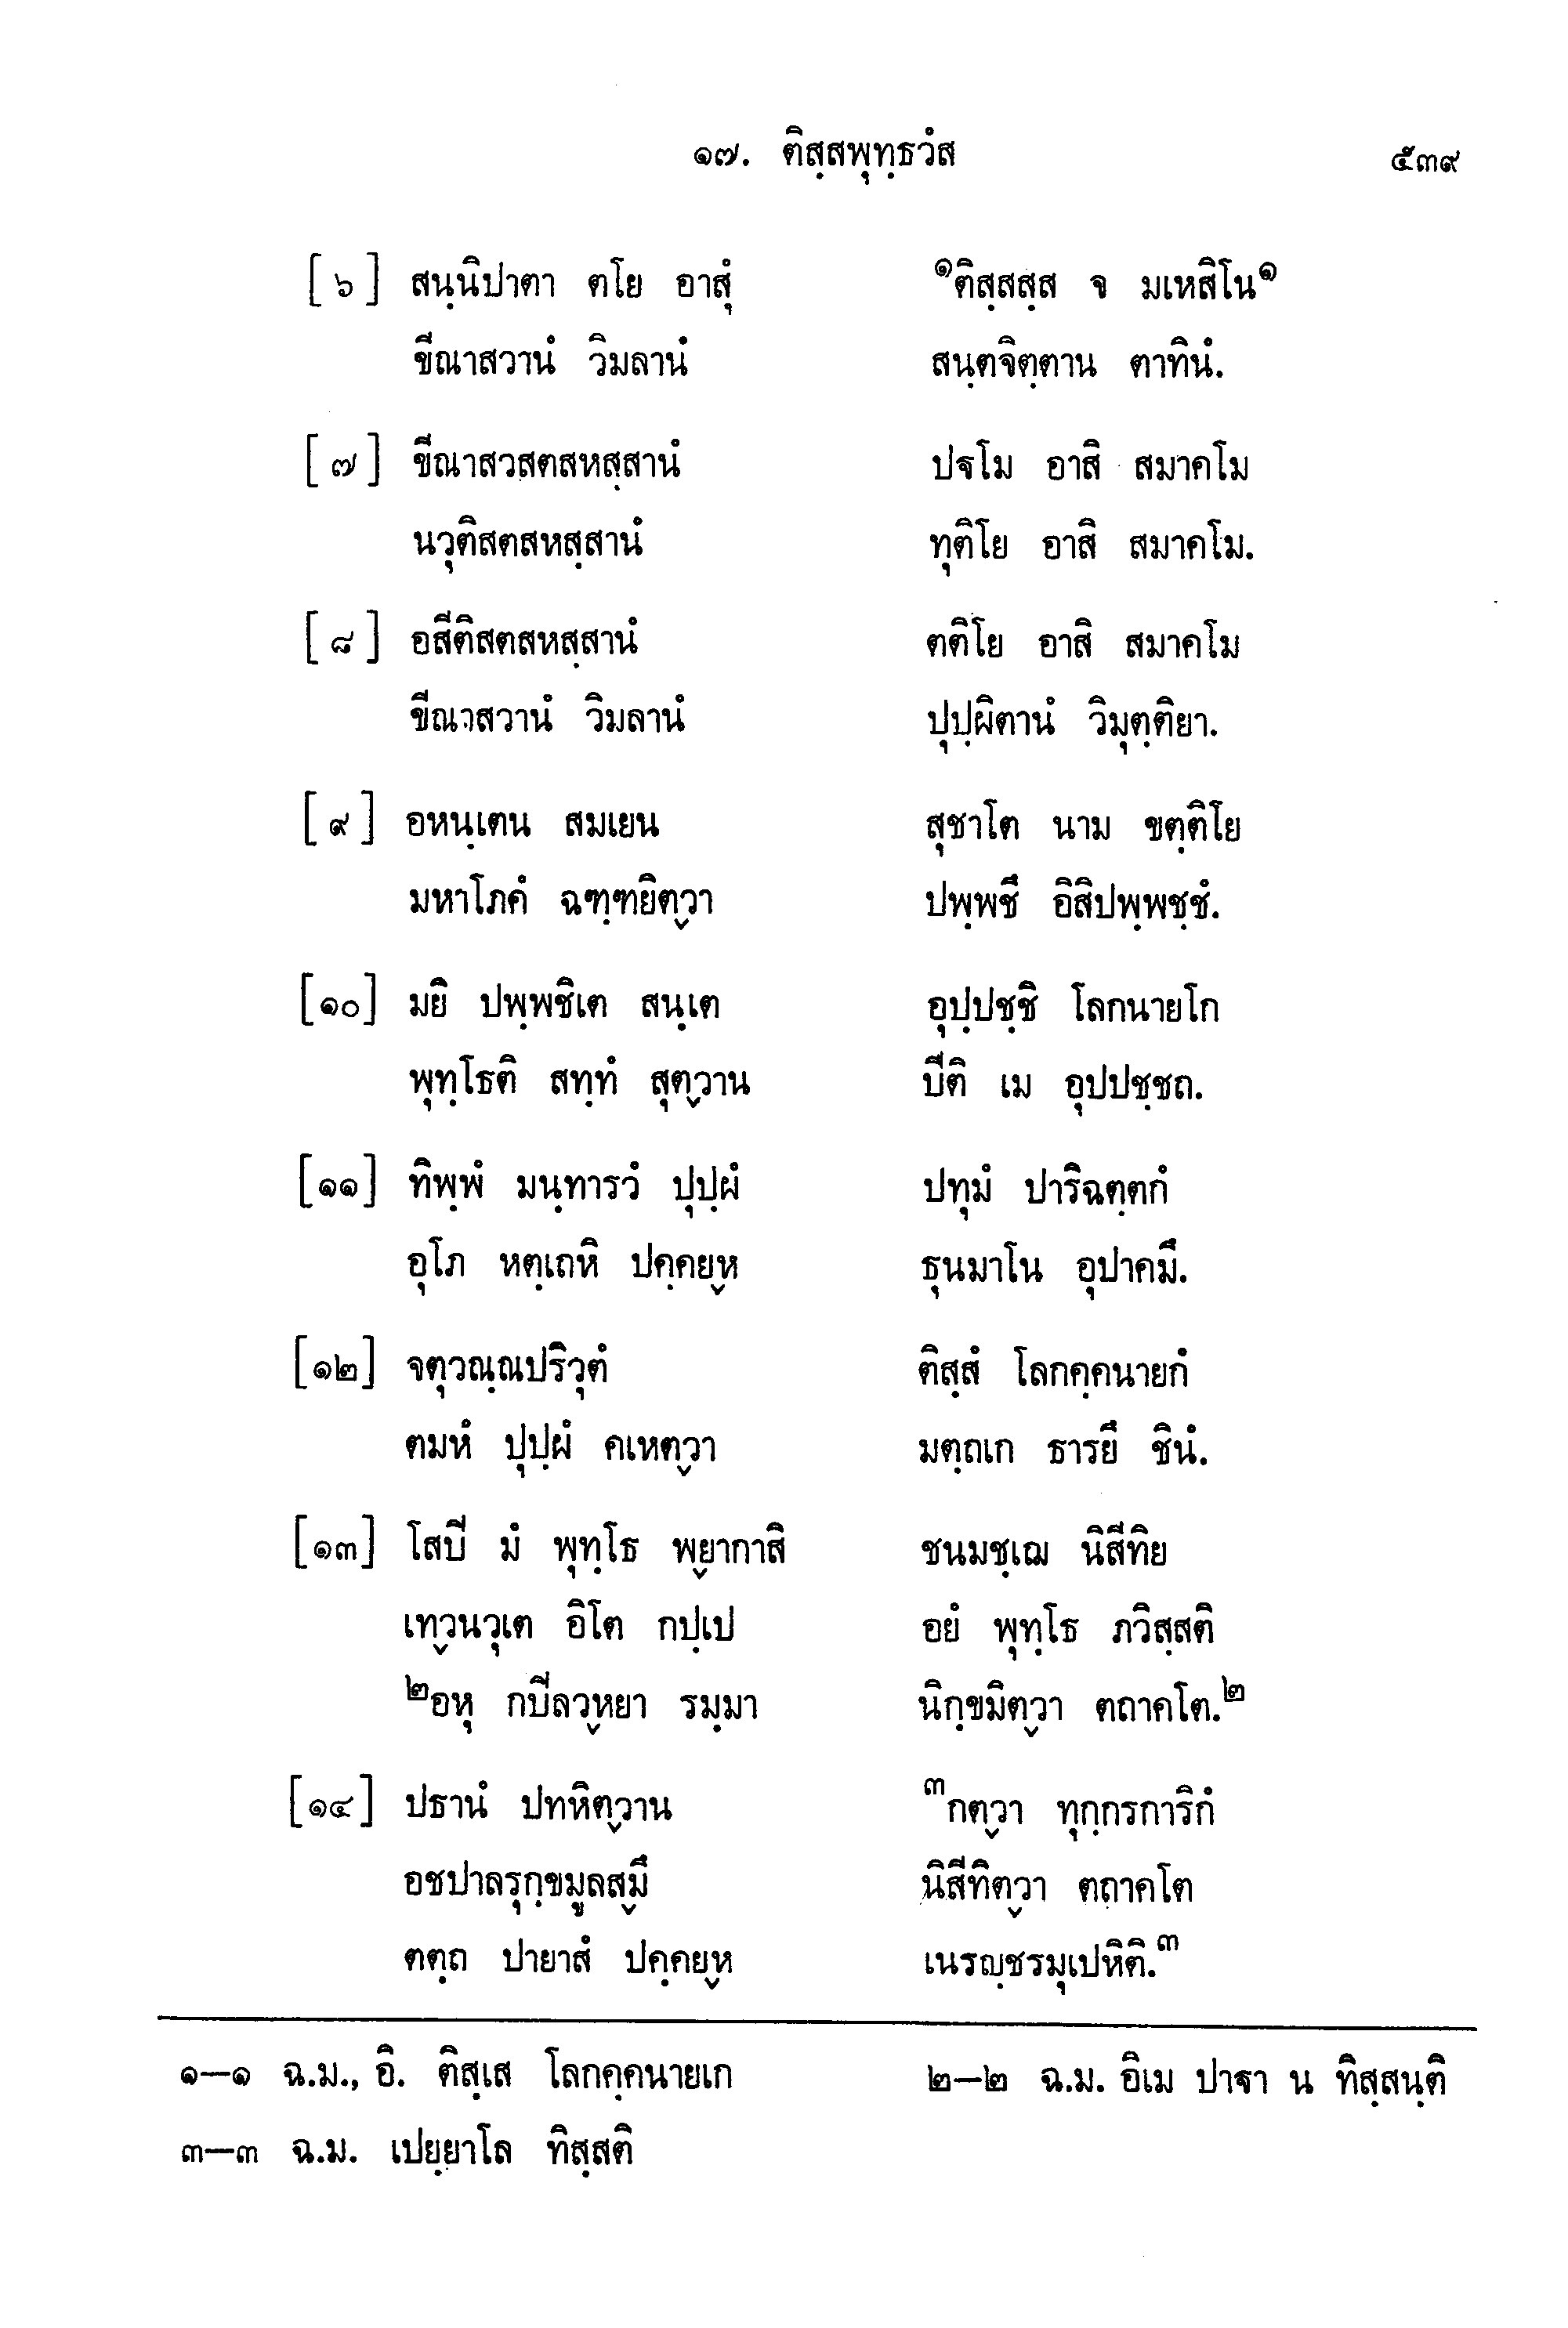 ๑๗. ติสฺสพุทฺธวํส ๕๓๙
[๖] สนฺนิปาตา ตโย อาสุํ ๑ติสฺสสฺส จ มเหสิโน๑
ขีณาสวานํ วิมลานํ สนฺตจิตฺตาน ตาทินํ.
[๗] ขีณาสวสตสหสฺสานํ ปฐโม อาสิ สมาคโม
นวุติสตสหสฺสานํ ทุติโย อาสิ สมาคโม.
[๘] อสีติสตสหสฺสานํ ตติโย อาสิ สมาคโม
ขีณาสวานํ วิมลานํ ปุปฺผิตานํ วิมุตฺติยา.
[๙] อหนฺเตน สมเยน สุชาโต นาม ขตฺติโย
มหาโภคํ ฉฑฺฑยิตฺวา ปพฺพชึ อิสิปพฺพชฺชํ.
[๑๐] มยิ ปพฺพชิเต สนฺเต อุปฺปชฺชิ โลกนายโก
พุทฺโธติ สทฺทํ สุตฺวาน ปีติ เม อุปปชฺชถ.
[๑๑] ทิพฺพํ มนฺทารวํ ปุปฺผํ ปทุมํ ปาริฉตฺตกํ
อุโภ หตฺเถหิ ปคฺคยฺห ธุนมาโน อุปาคมึ.
[๑๒] จตุวณฺณปริวุตํ ติสฺสํ โลกคฺคนายกํ
ตมหํ ปุปฺผํ คเหตฺวา มตฺถเก ธารยึ ชินํ.
[๑๓] โสปิ มํ พุทฺโธ พฺยากาสิ ชนมชฺเฌ นิสีทิย
เทฺวนวุเต อิโต กปฺเป อยํ พุทฺโธ ภวิสฺสติ
๒อหุ กปิลวฺหยา รมฺมา นิกฺขมิตฺวา ตถาคโต.๒
[๑๔] ปธานํ ปทหิตฺวาน ๓กตฺวา ทุกฺกรการิกํ
อชปาลรุกฺขมูลสฺมึ นิสีทิตฺวา ตถาคโต
ตตฺถ ปายาสํ ปคฺคยฺห เนรญฺชรมุเปหิติ.๓
๑—๑ ฉ.ม., อิ. ติสฺเส โลกคฺคนายเก ๒—๒ ฉ.ม. อิเม ปาฐา น ทิสฺสนฺติ
๓—๓ ฉ.ม. เปยฺยาโล ทิสฺสติ